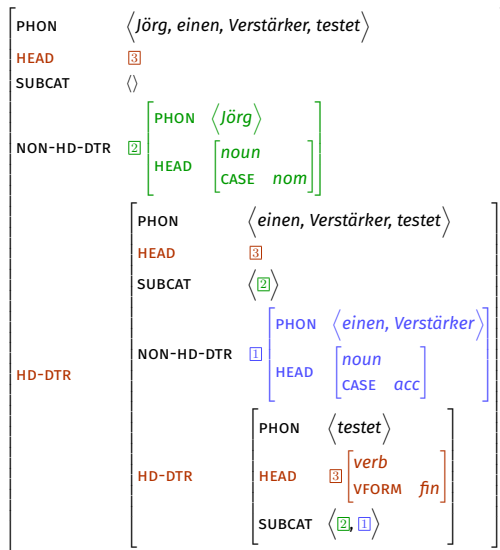 PHON ⟨Jörg, einen, Verstärker, testet⟩
HEAD 3
SUBCAT ⟨⟩
NON-HD-DTR 2 [PHON ⟨Jörg⟩
HEAD [noun
CASE nom]]
HD-DTR [PHON ⟨einen, Verstärker, testet⟩
HEAD 3
SUBCAT ⟨2⟩
NON-HD-DTR 1 [PHON ⟨einen, Verstärker⟩
HEAD [noun
CASE acc]]
HD-DTR [PHON ⟨testet⟩
HEAD 3 [verb
VFORM fin]
SUBCAT ⟨2, 1⟩]]